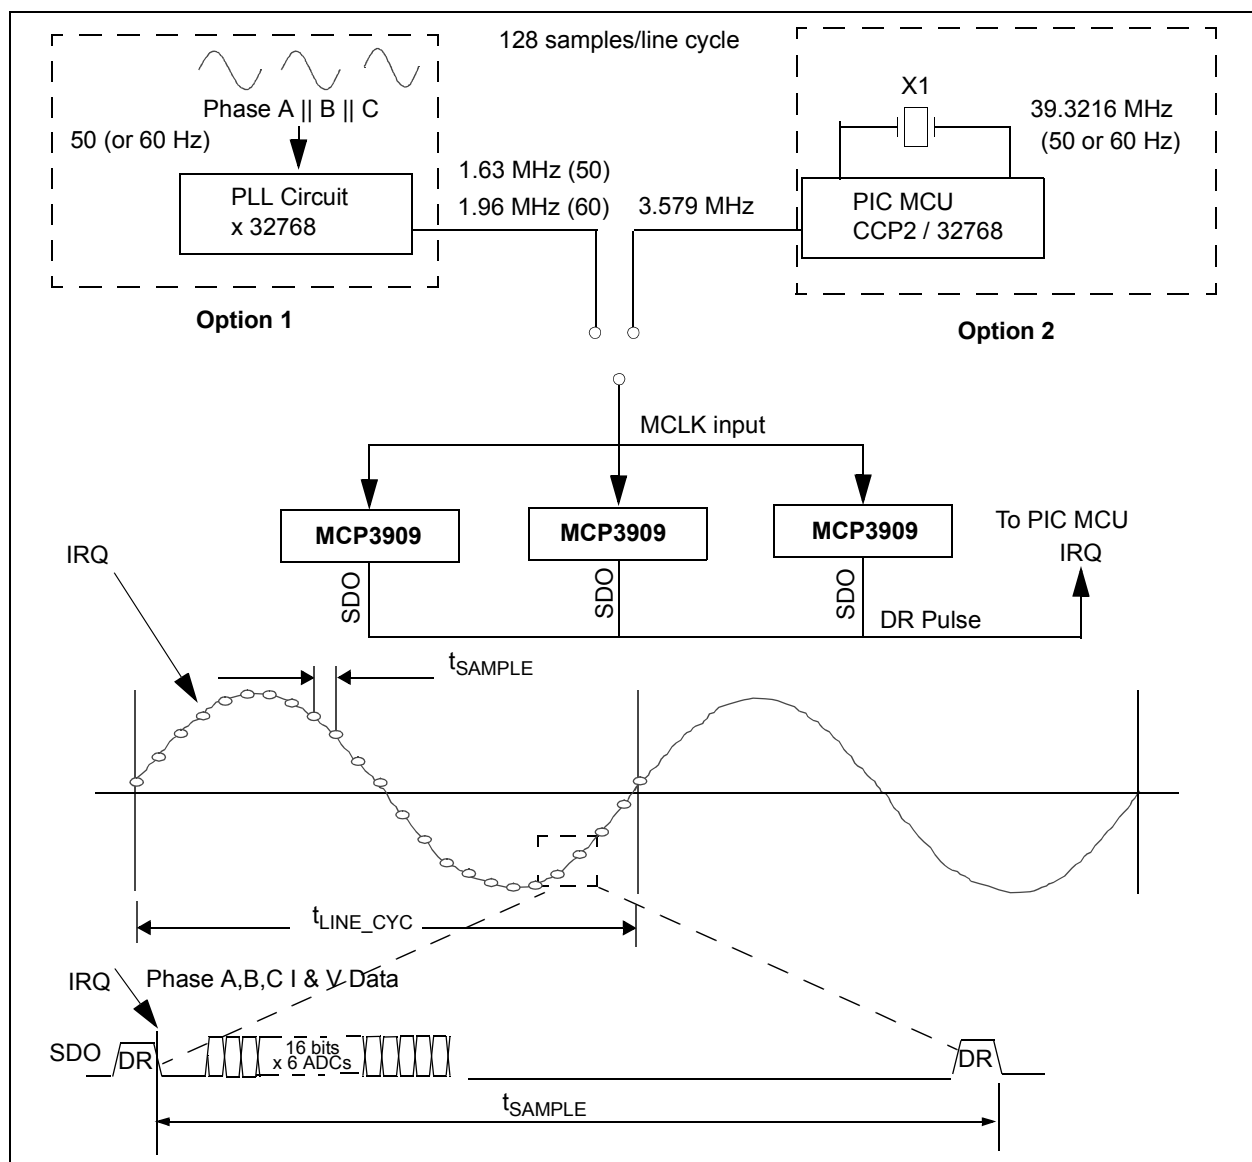 128 samples/line cycle
Phase A || B || C
50 (or 60 Hz)
PLL Circuit
x 32768
Option 1
1.63 MHz (50)
1.96 MHz (60)
3.579 MHz
X1
39.3216 MHz
(50 or 60 Hz)
PIC MCU
CCP2 / 32768
Option 2
MCLK input
MCP3909
MCP3909
MCP3909
SDO
SDO
SDO
To PIC MCU
IRQ
DR Pulse
IRQ
tSAMPLE
tLINE_CYC
IRQ
Phase A,B,C I & V Data
SDO
DR
16 bits
x 6 ADCs
DR
tSAMPLE